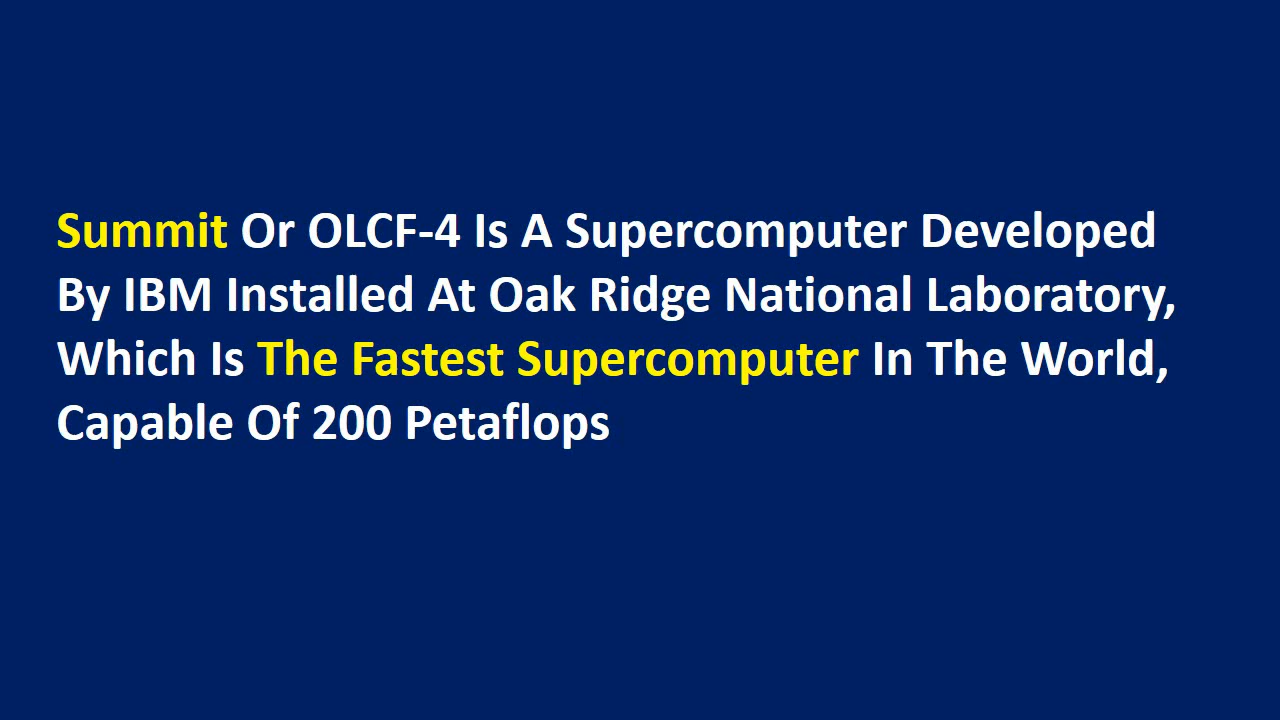 Summit Or OLCF-4 Is A Supercomputer Developed
By IBM Installed At Oak Ridge National Laboratory,
Which Is The Fastest Supercomputer In The World,
Capable Of 200 Petaflops